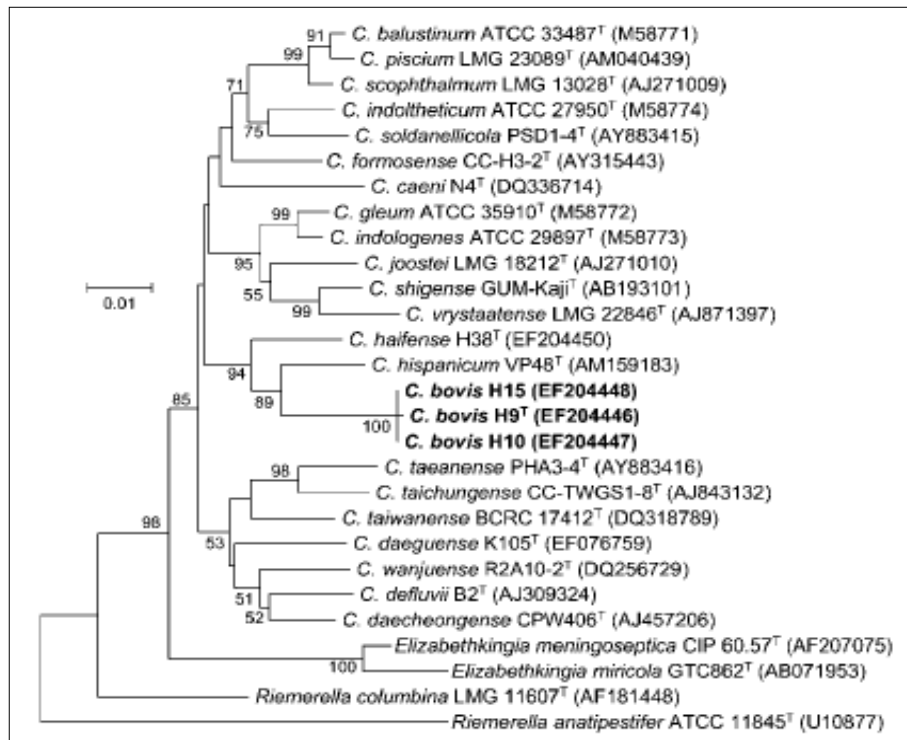 91
C. balustinum ATCC 33487T (M58771)
99
C. piscium LMG 23089T (AM040439)
C. scophthalmum LMG 13028T (AJ271009)
71
C. indoltheticum ATCC 27950T (M58774)
75
C. soldanellicola PSD1-4T (AY883415)
C. formosense CC-H3-2T (AY315443)
C. caeni N4T (DQ336714)
99
C. gleum ATCC 35910T (M58772)
C. indologenes ATCC 29897T (M58773)
95
C. joostei LMG 18212T (AJ271010)
55
C. shigense GUM-KajiT (AB193101)
0.01
99
C. vrystaatense LMG 22846T (AJ871397)
C. haifense H38T (EF204450)
94
C. hispanicum VP48T (AM159183)
89
C. bovis H15 (EF204448)
85
C. bovis H9T (EF204446)
100
C. bovis H10 (EF204447)
98
C. taeanense PHA3-4T (AY883416)
C. taichungense CC-TWGS1-8T (AJ843132)
C. taiwanense BCRC 17412T (DQ318789)
98
53
C. daeguense K105T (EF076759)
C. wanjuense R2A10-2T (DQ256729)
51
C. defluvii B2T (AJ309324)
52
C. daecheongense CPW406T (AJ457206)
Elizabethkingia meningoseptica CIP 60.57T (AF207075)
100
Elizabethkingia miricola GTC862T (AB071953)
Riemerella columbina LMG 11607T (AF181448)
Riemerella anatipestifer ATCC 11845T (U10877)